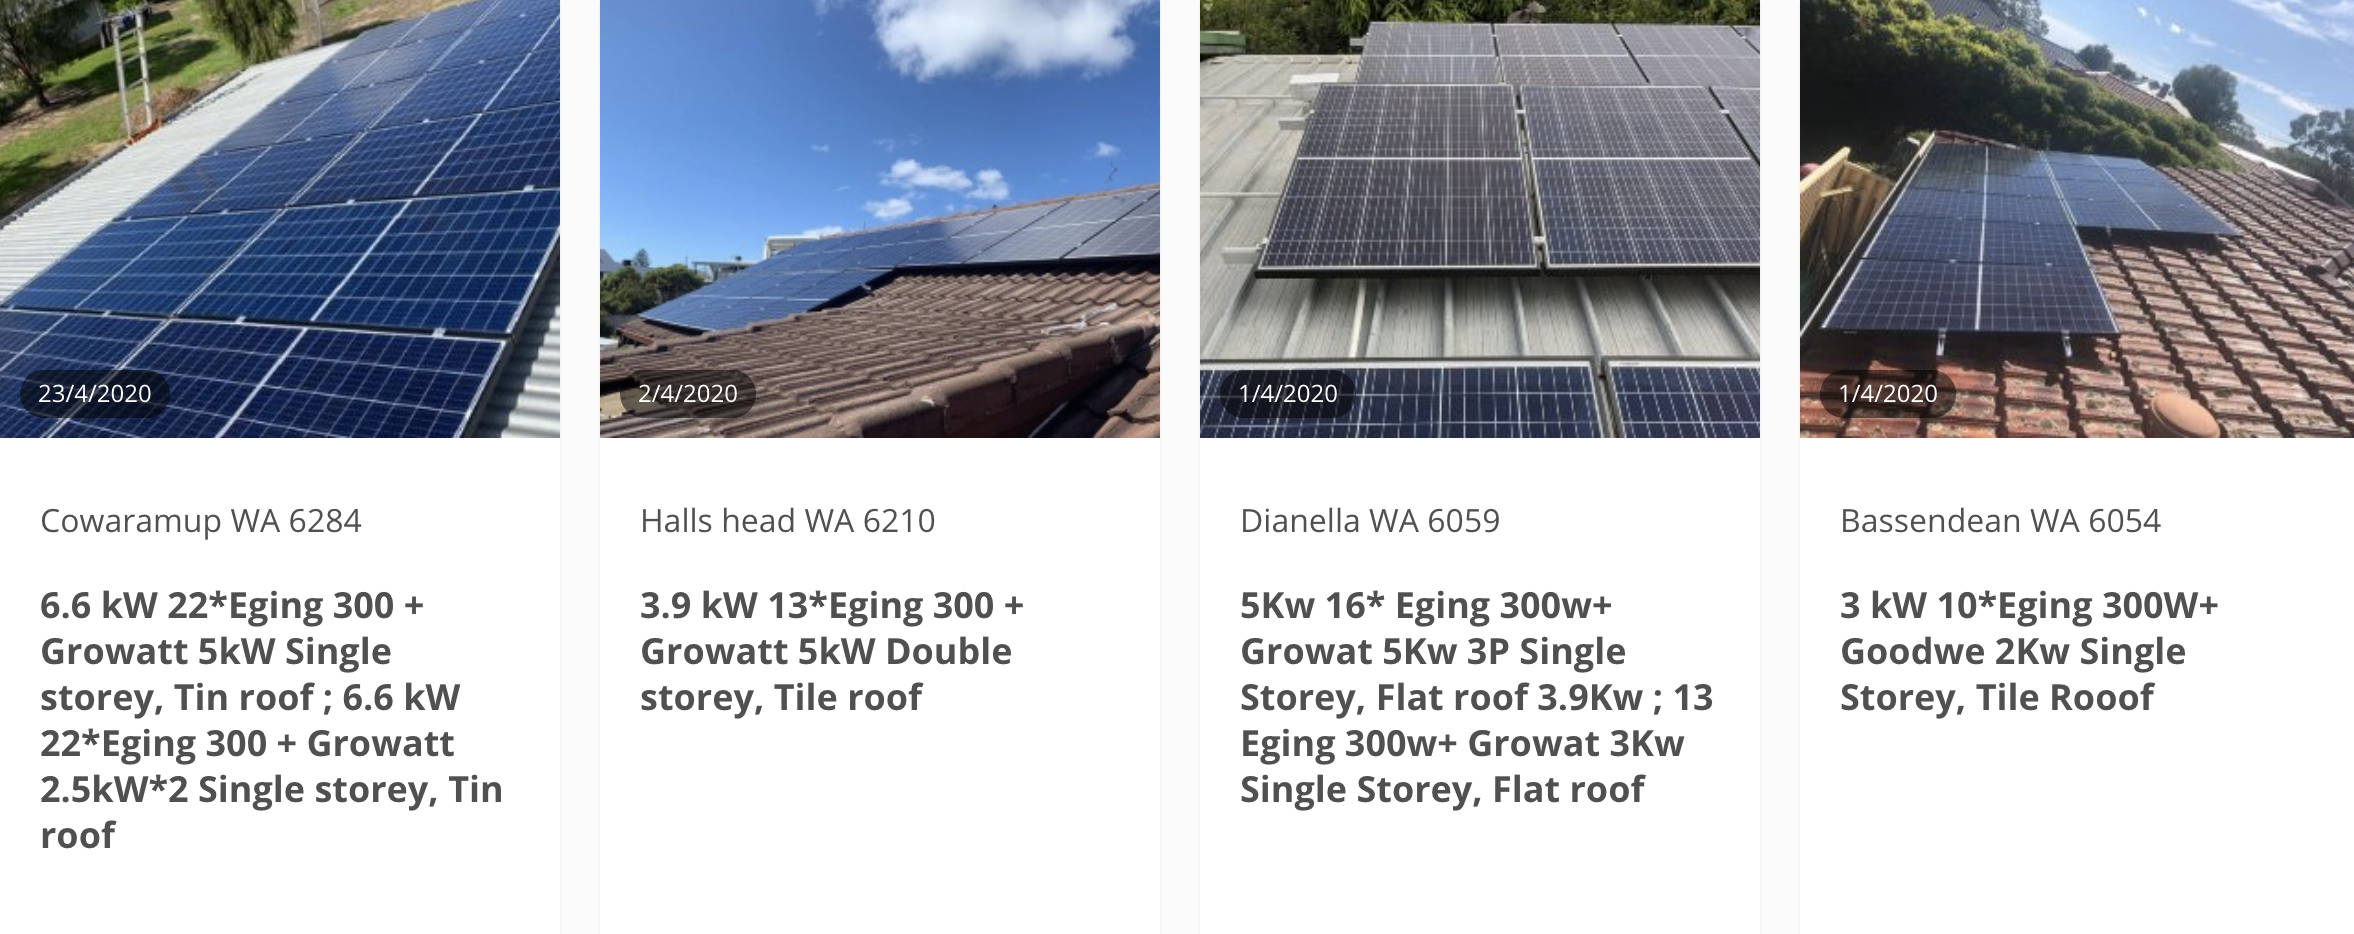 23/4/2020
Cowaramup WA 6284
6.6 kW 22*Eging 300 +
Growatt 5kW Single
storey, Tin roof ; 6.6 kW
22*Eging 300 + Growatt
2.5kW*2 Single storey, Tin
roof
2/4/2020
Halls head WA 6210
3.9 kW 13*Eging 300 +
Growatt 5kW Double
storey, Tile roof
1/4/2020
Dianella WA 6059
5Kw 16* Eging 300w+
Growat 5Kw 3P Single
Storey, Flat roof 3.9Kw ; 13
Eging 300w+ Growat 3Kw
Single Storey, Flat roof
1/4/2020
Bassendean WA 6054
3 kW 10*Eging 300W+
Goodwe 2Kw Single
Storey, Tile Rooof